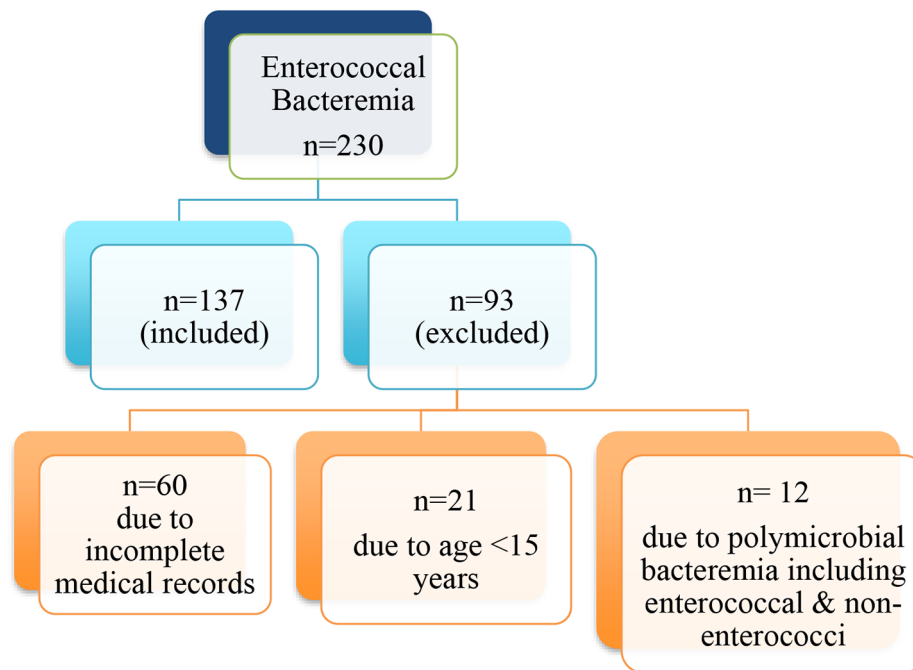 Enterococcal
Bacteremia
n=230
n=137
(included)
n=93
(excluded)
n=60
due to
incomplete
medical records
n=21
due to age <15
years
n= 12
due to polymicrobial
bacteremia including
enterococcal & non-
enterococci